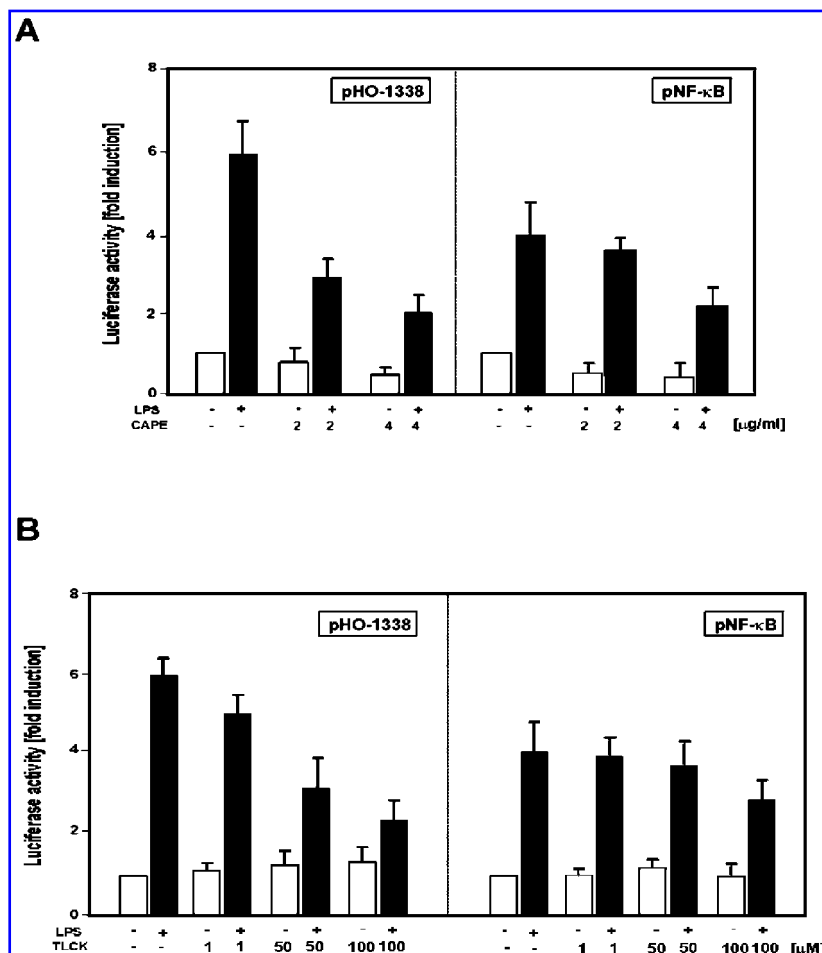 A
8
6
4
2
0
Luciferase activity [fold induction]
pHO-1338
pNF-κB
LPS - + - + - + - + - + - +
CAPE - - 2 2 4 4 - - 2 2 4 4 [μg/ml]
B
8
6
4
2
0
Luciferase activity [fold induction]
pHO-1338
pNF-κB
LPS - + - + - + - + - + - + - + - +
TLCK - - 1 1 50 50 100 100 - - 1 1 50 50 100 100 [μM]